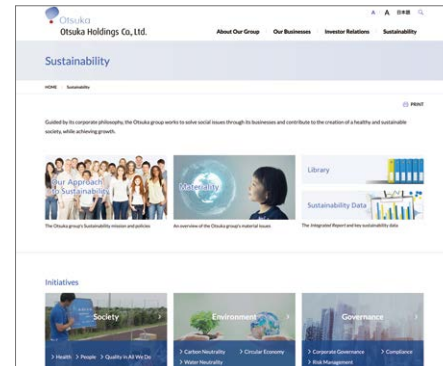 Otsuka
A A 日本語
Otsuka Holdings Co., Ltd.
About Our Group Our Businesses Investor Relations Sustainability
Sustainability
HOME Sustainability
PRINT
Guided by its corporate philosophy, the Otsuka group works to solve social issues through its businesses and contribute to the creation of a healthy and sustainable
society, while achieving growth.
Our Approach
to Sustainability
Materiality
Library
Sustainability Data
The Otsuka group's Sustainability mission and policies
An overview of the Otsuka group's material issues
The Integrated Report and key sustainability data
Initiatives
Society
Environment
Governance
> Health > People > Quality in All We Do
> Carbon Neutrality > Circular Economy
> Water Neutrality
> Corporate Governance > Compliance
> Risk Management